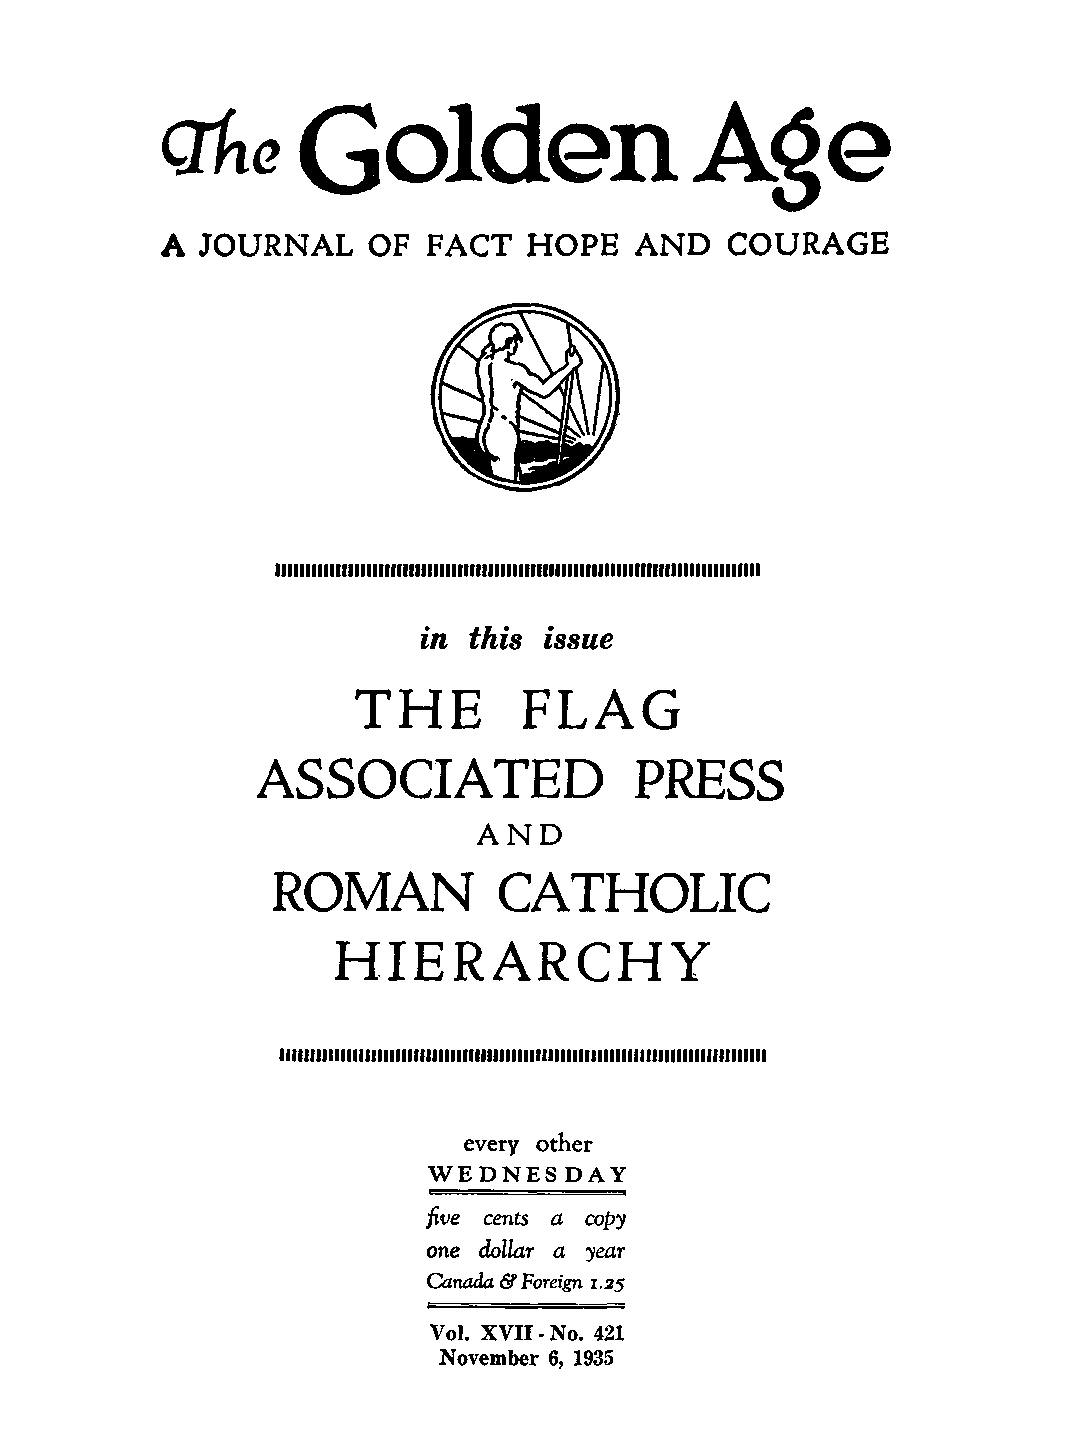 The Golden Age
A JOURNAL OF FACT HOPE AND COURAGE
in this issue
THE FLAG
ASSOCIATED PRESS
AND
ROMAN CATHOLIC
HIERARCHY
every other
WEDNESDAY
five cents a copy
one dollar a year
Canada & Foreign 1.25
Vol. XVII - No. 421
November 6, 1935